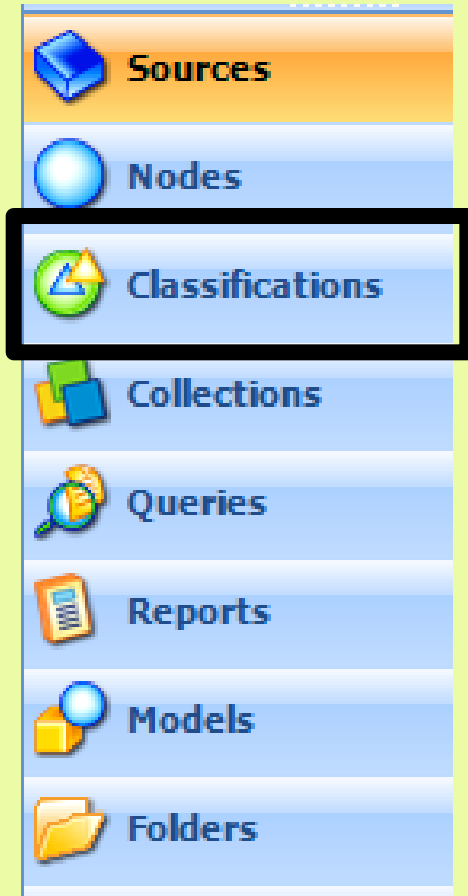 Sources
Nodes
Classifications
Collections
Queries
Reports
Models
Folders